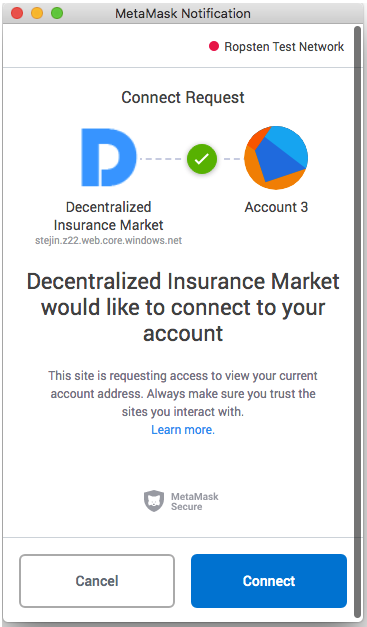 MetaMask Notification
Ropsten Test Network
Connect Request
Decentralized
Insurance Market
stejin.z22.web.core.windows.net
Account 3
Decentralized Insurance Market
would like to connect to your
account
This site is requesting access to view your current
account address. Always make sure you trust the
sites you interact with.
Learn more.
MetaMask
Secure
Cancel
Connect